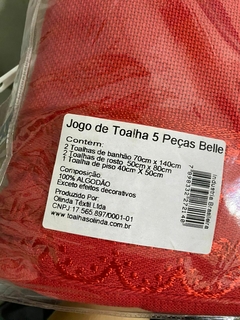 Jogo de Toalha 5 Peças Belle
Contem:
2 Toalhas de banhão 70cm x 140cm
2 Toalhas de rosto 50cm x 80cm
1 Toalha de piso 40cm X 50cm
Composição:
100% ALGODÃO
Exceto efeitos decorativos
Produzido por
Olinda Têxtil Ltda
CNPJ 17 565 897/0001-01
www.toalhasolinda.com.br
Industria Brasileira